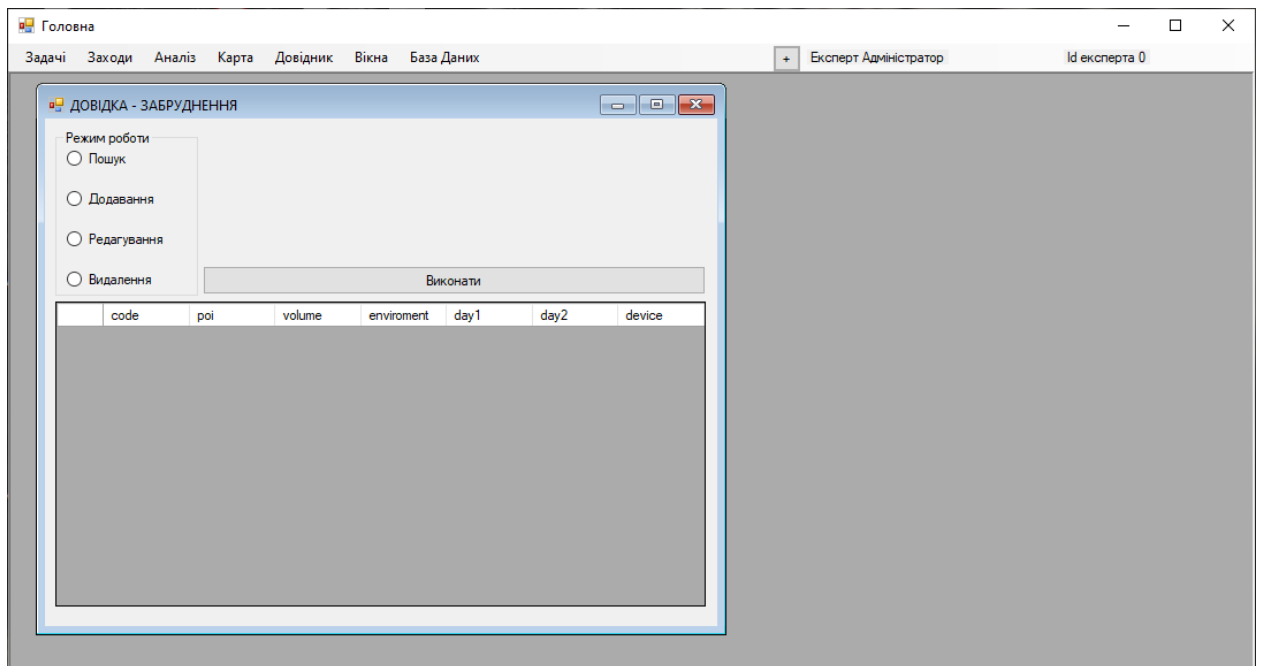 Головна
Задачі Заходи Аналіз Карта Довідник Вікна База Даних + Експерт Адміністратор Id експерта 0
ДОВІДКА - ЗАБРУДНЕННЯ
Режим роботи
Пошук
Додавання
Редагування
Видалення Виконати
code poi volume enviroment day1 day2 device